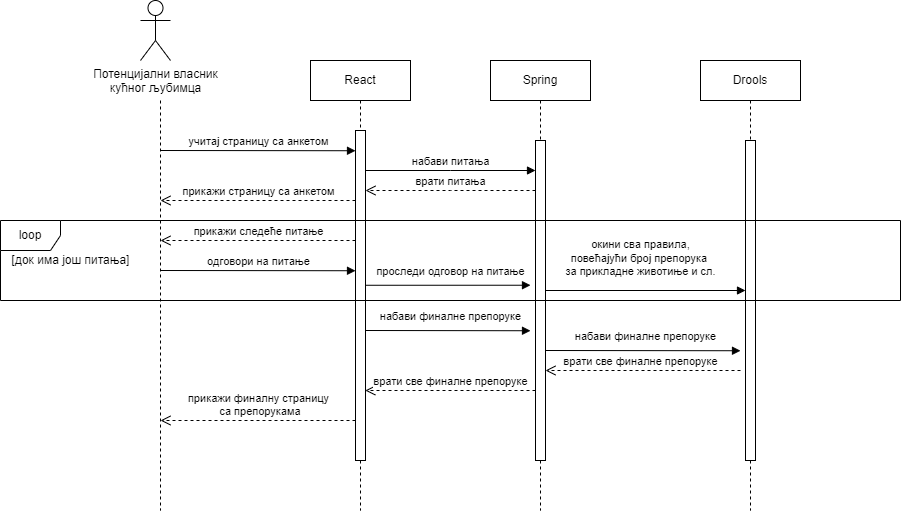 Потенцијални власник
кућног љубимца
React
Spring
Drools
учитај страницу са анкетом
набави питања
врати питања
прикажи страницу са анкетом
loop
[док има још питања]
прикажи следеће питање
одговори на питање
проследи одговор на питање
окини сва правила,
повећајући број препорука
за прикладне животиње и сл.
набави финалне препоруке
набави финалне препоруке
врати све финалне препоруке
врати све финалне препоруке
прикажи финалну страницу
са препорукама